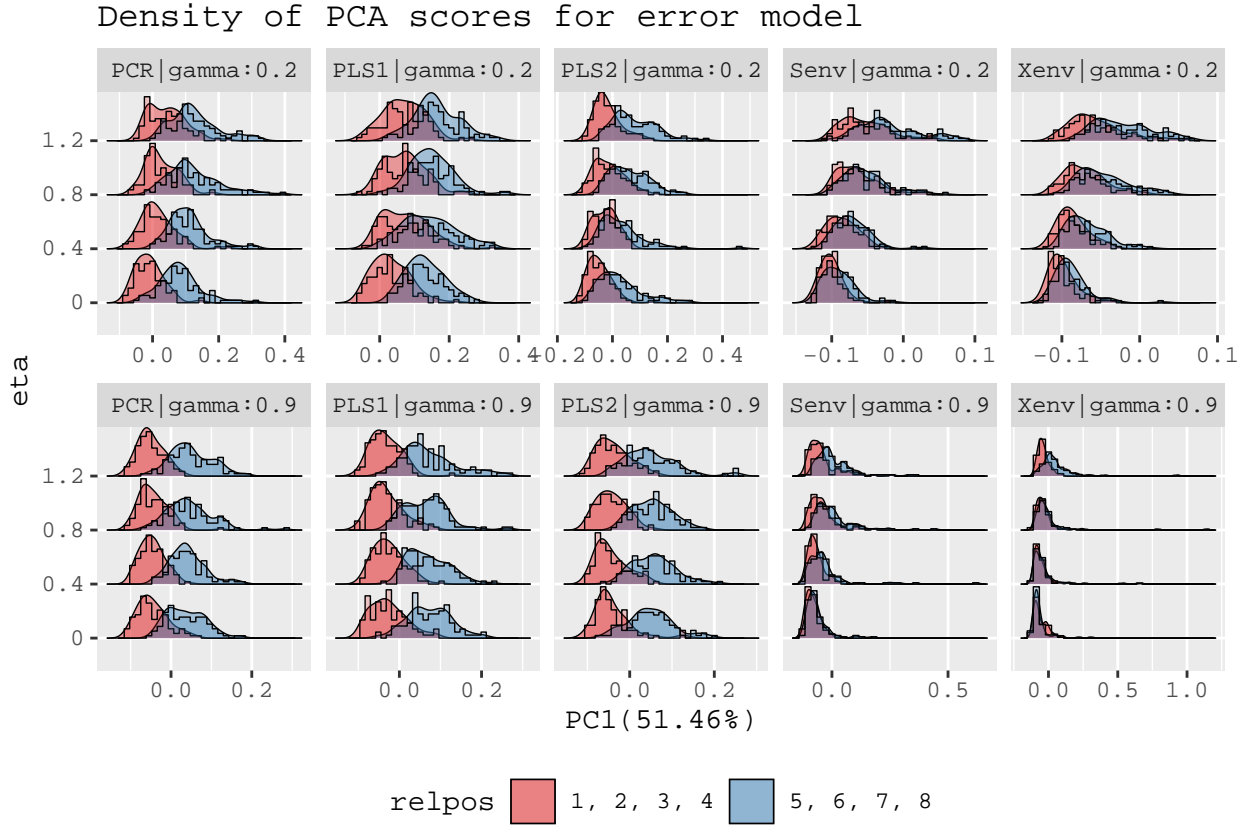 Density of PCA scores for error model
PCR|gamma:0.2 PLS1|gamma:0.2 PLS2|gamma:0.2 Senv|gamma:0.2 Xenv|gamma:0.2
1.2
0.8
0.4
0
0.0 0.2 0.4 0.0 0.2 0.4 -0.2 0.0 0.2 0.4 -0.1 0.0 0.1 -0.1 0.0 0.1
eta
PCR|gamma:0.9 PLS1|gamma:0.9 PLS2|gamma:0.9 Senv|gamma:0.9 Xenv|gamma:0.9
1.2
0.8
0.4
0
0.0 0.2 0.0 0.2 0.0 0.2 0.0 0.5 0.0 0.5 1.0
PC1(51.46%)
relpos 1, 2, 3, 4 5, 6, 7, 8